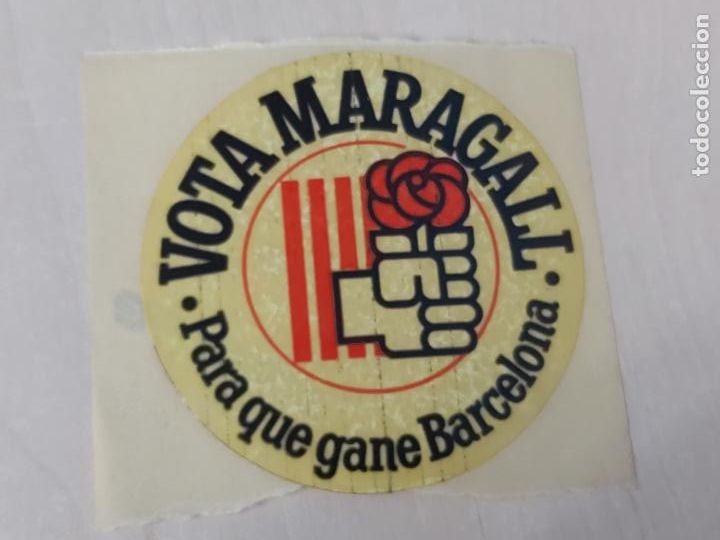 VOTA MARAGALL
· Para que gane Barcelona ·
todocoleccion